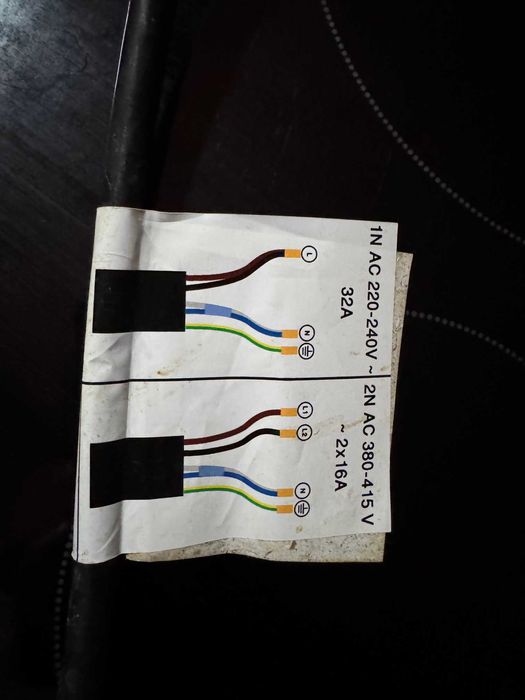 1N AC 220-240V ~
32A
L
N
2N AC 380-415 V
~ 2x16A
L1
L2
N